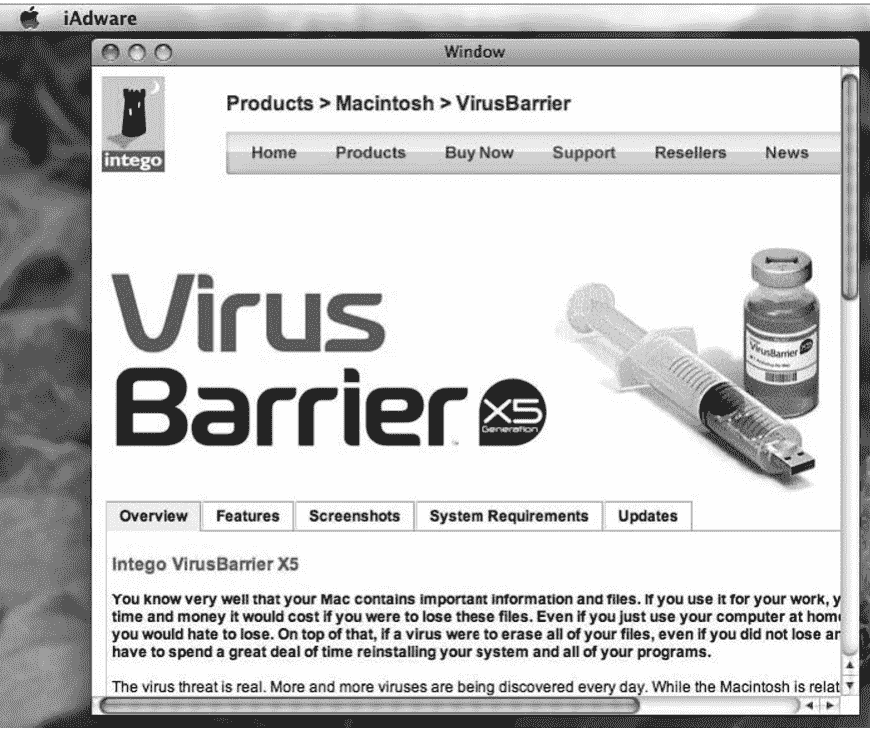 iAdware
Window
intego
Products > Macintosh > VirusBarrier
Home Products Buy Now Support Resellers News
Virus
Barrier
X5
Generation
VirusBarrier X5
Overview Features Screenshots System Requirements Updates
Intego VirusBarrier X5
You know very well that your Mac contains important information and files. If you use it for your work, y
time and money it would cost if you were to lose these files. Even if you just use your computer at home
you would hate to lose. On top of that, if a virus were to erase all of your files, even if you did not lose an
have to spend a great deal of time reinstalling your system and all of your programs.
The virus threat is real. More and more viruses are being discovered every day. While the Macintosh is relat